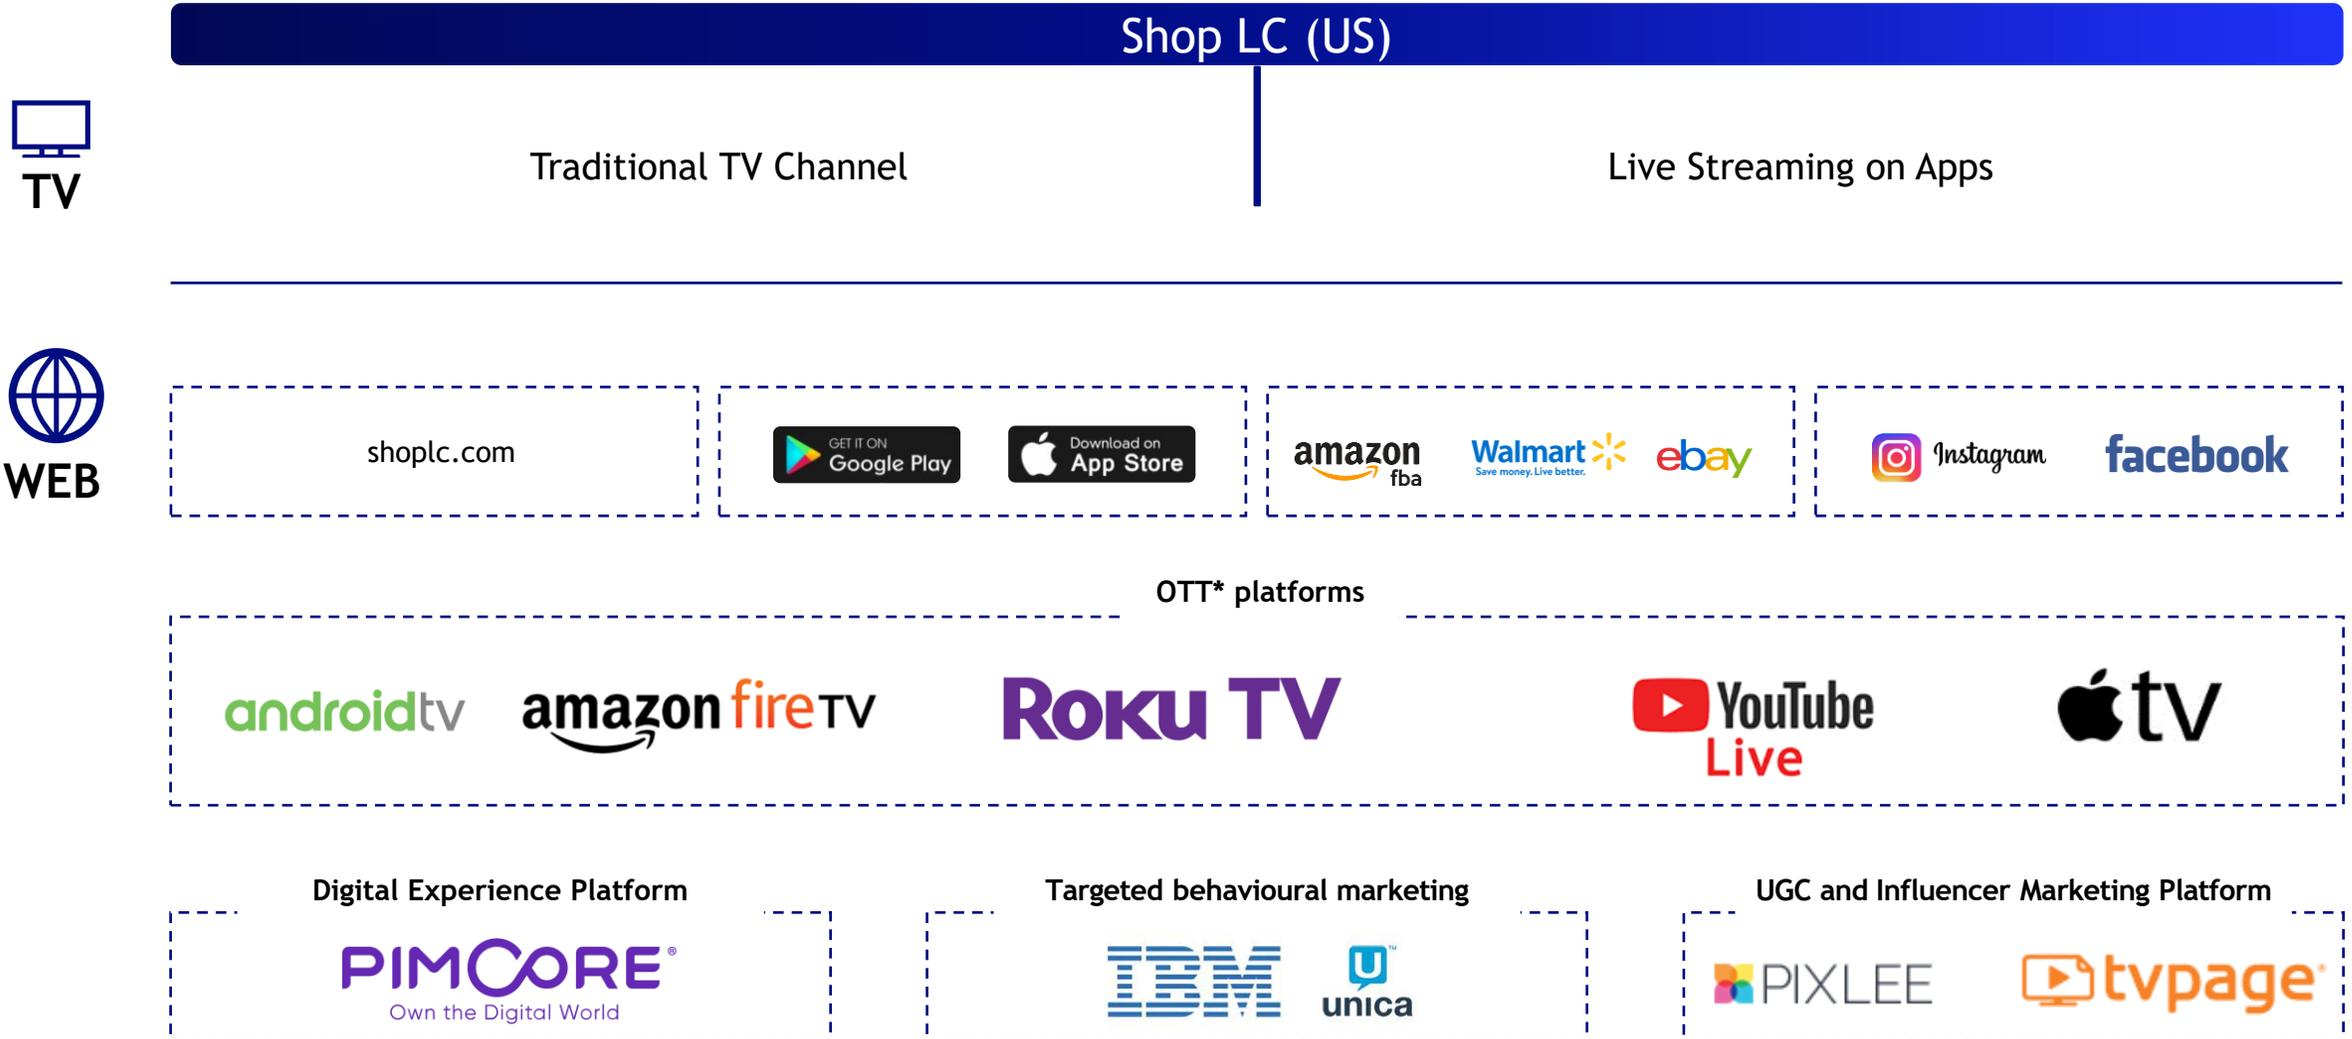 Shop LC (US)
TV
Traditional TV Channel
Live Streaming on Apps
WEB
shoplc.com
GET IT ON
Google Play
Download on
App Store
amazon
fba
Walmart
Save money. Live better.
ebay
Instagram
facebook
OTT* platforms
androidtv
amazon fireTV
ROKU TV
YouTube
Live
tv
Digital Experience Platform
PIMCORE®
Own the Digital World
Targeted behavioural marketing
IBM
U™
unica
UGC and Influencer Marketing Platform
PIXLEE
tvpage®